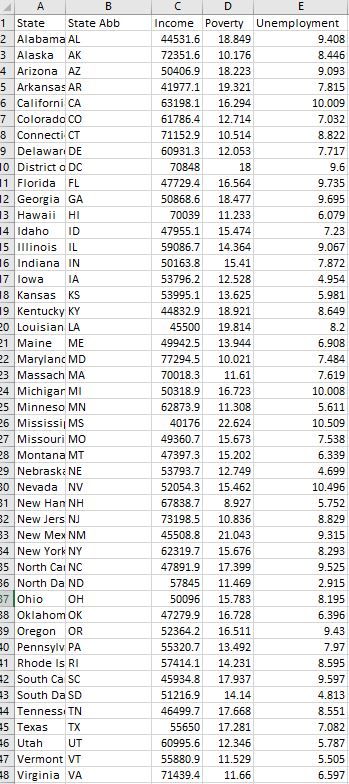 A B C D E
1 State State Abb Income Poverty Unemployment
2 Alabama AL 44531.6 18.849 9.408
3 Alaska AK 72351.6 10.176 8.446
4 Arizona AZ 50406.9 18.223 9.093
5 Arkansas AR 41977.1 19.321 7.815
6 Californi CA 63198.1 16.294 10.009
7 Colorado CO 61786.4 12.714 7.032
8 Connecti CT 71152.9 10.514 8.822
9 Delawar DE 60931.3 12.053 7.717
10 District o DC 70848 18 9.6
11 Florida FL 47729.4 16.564 9.735
12 Georgia GA 50868.6 18.477 9.695
13 Hawaii HI 70039 11.233 6.079
14 Idaho ID 47955.1 15.474 7.23
15 Illinois IL 59086.7 14.364 9.067
16 Indiana IN 50163.8 15.41 7.872
17 Iowa IA 53796.2 12.528 4.954
18 Kansas KS 53995.1 13.625 5.981
19 Kentucky KY 44832.9 18.921 8.649
20 Louisian LA 45500 19.814 8.2
21 Maine ME 49942.5 13.944 6.908
22 Maryland MD 77294.5 10.021 7.484
23 Massach MA 70018.3 11.61 7.619
24 Michigan MI 50318.9 16.723 10.008
25 Minneso MN 62873.9 11.308 5.611
26 Mississip MS 40176 22.624 10.509
27 Missouri MO 49360.7 15.673 7.538
28 Montana MT 47397.3 15.202 6.339
29 Nebraska NE 53793.7 12.749 4.699
30 Nevada NV 52054.3 15.462 10.496
31 New Ham NH 67838.7 8.927 5.752
32 New Jers NJ 73198.5 10.836 8.829
33 New Mex NM 45508.8 21.043 9.315
34 New York NY 62319.7 15.676 8.293
35 North Car NC 47891.9 17.399 9.525
36 North Da ND 57845 11.469 2.915
37 Ohio OH 50096 15.783 8.195
38 Oklahom OK 47279.9 16.728 6.396
39 Oregon OR 52364.2 16.511 9.43
40 Pennsylv PA 55320.7 13.492 7.97
41 Rhode Is RI 57414.1 14.231 8.595
42 South Ca SC 45934.8 17.937 9.597
43 South Da SD 51216.9 14.14 4.813
44 Tenness TN 46499.7 17.668 8.551
45 Texas TX 55650 17.281 7.082
46 Utah UT 60995.6 12.346 5.787
47 Vermont VT 55880.9 11.529 5.505
48 Virginia VA 71439.4 11.66 6.597